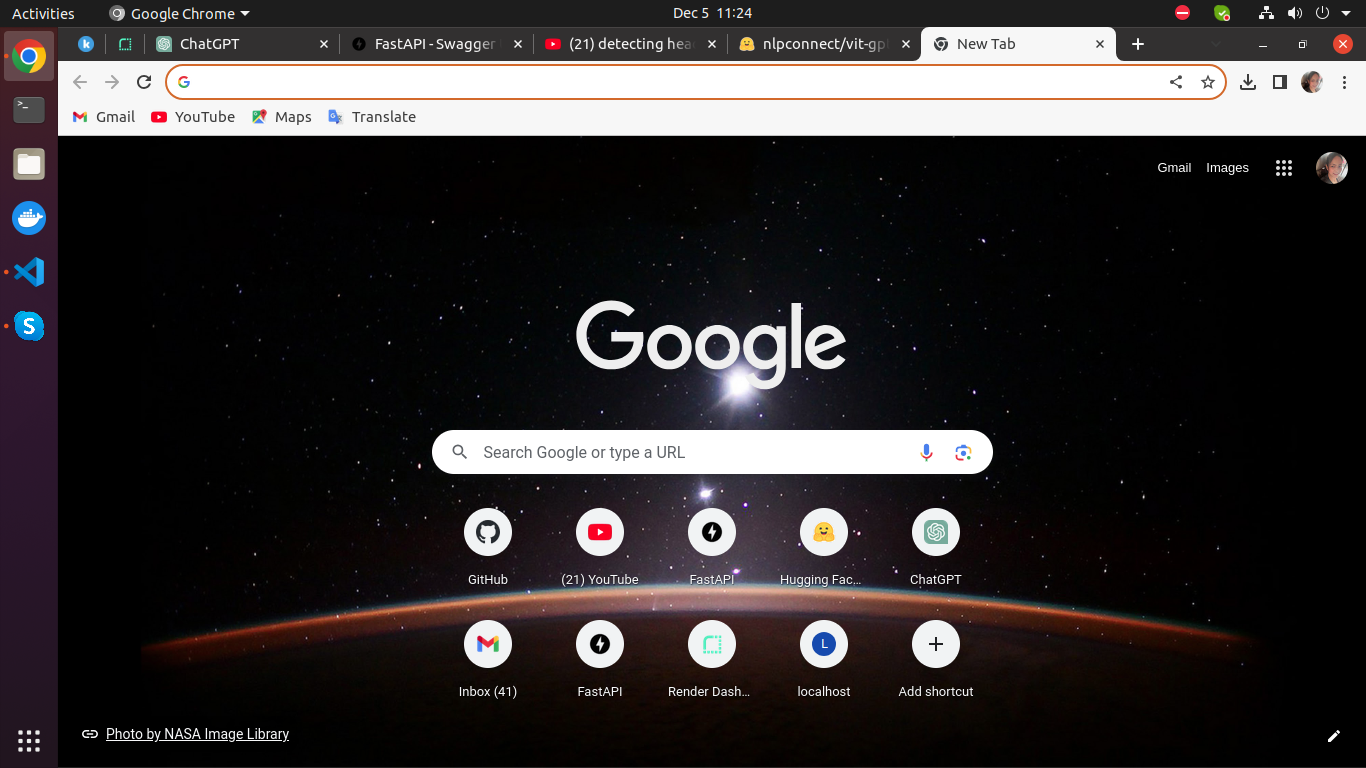 Activities
Google Chrome
Dec 5 11:24
ChatGPT
FastAPI - Swagger
(21) detecting hea
nlpconnect/vit-gp
New Tab
Gmail
YouTube
Maps
Translate
Gmail
Images
Google
Search Google or type a URL
GitHub
(21) YouTube
FastAPI
Hugging Fac...
ChatGPT
L
Inbox (41)
FastAPI
Render Dash...
localhost
Add shortcut
Photo by NASA Image Library